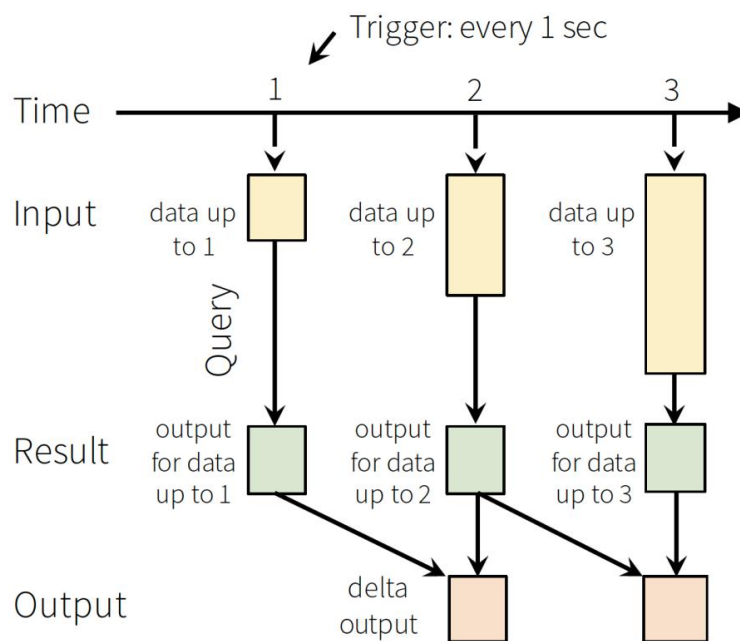 Trigger: every 1 sec
1 2 3
Time
Input
data up
to 1
data up
to 2
data up
to 3
Query
Result
output
for data
up to 1
output
for data
up to 2
output
for data
up to 3
Output
delta
output